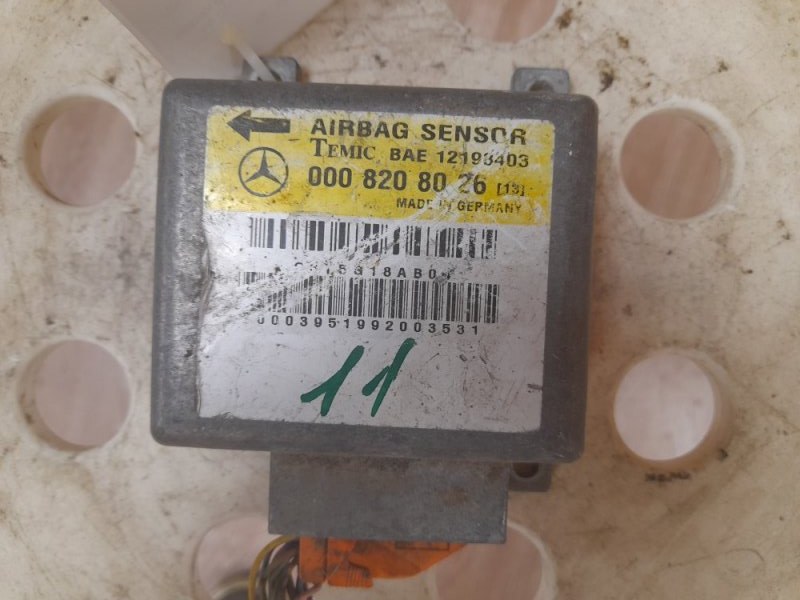 AIRBAG SENSOR
TEMIC BAE 12198403
000 820 80 26 [13]
MADE IN GERMANY
0003951992003531
11